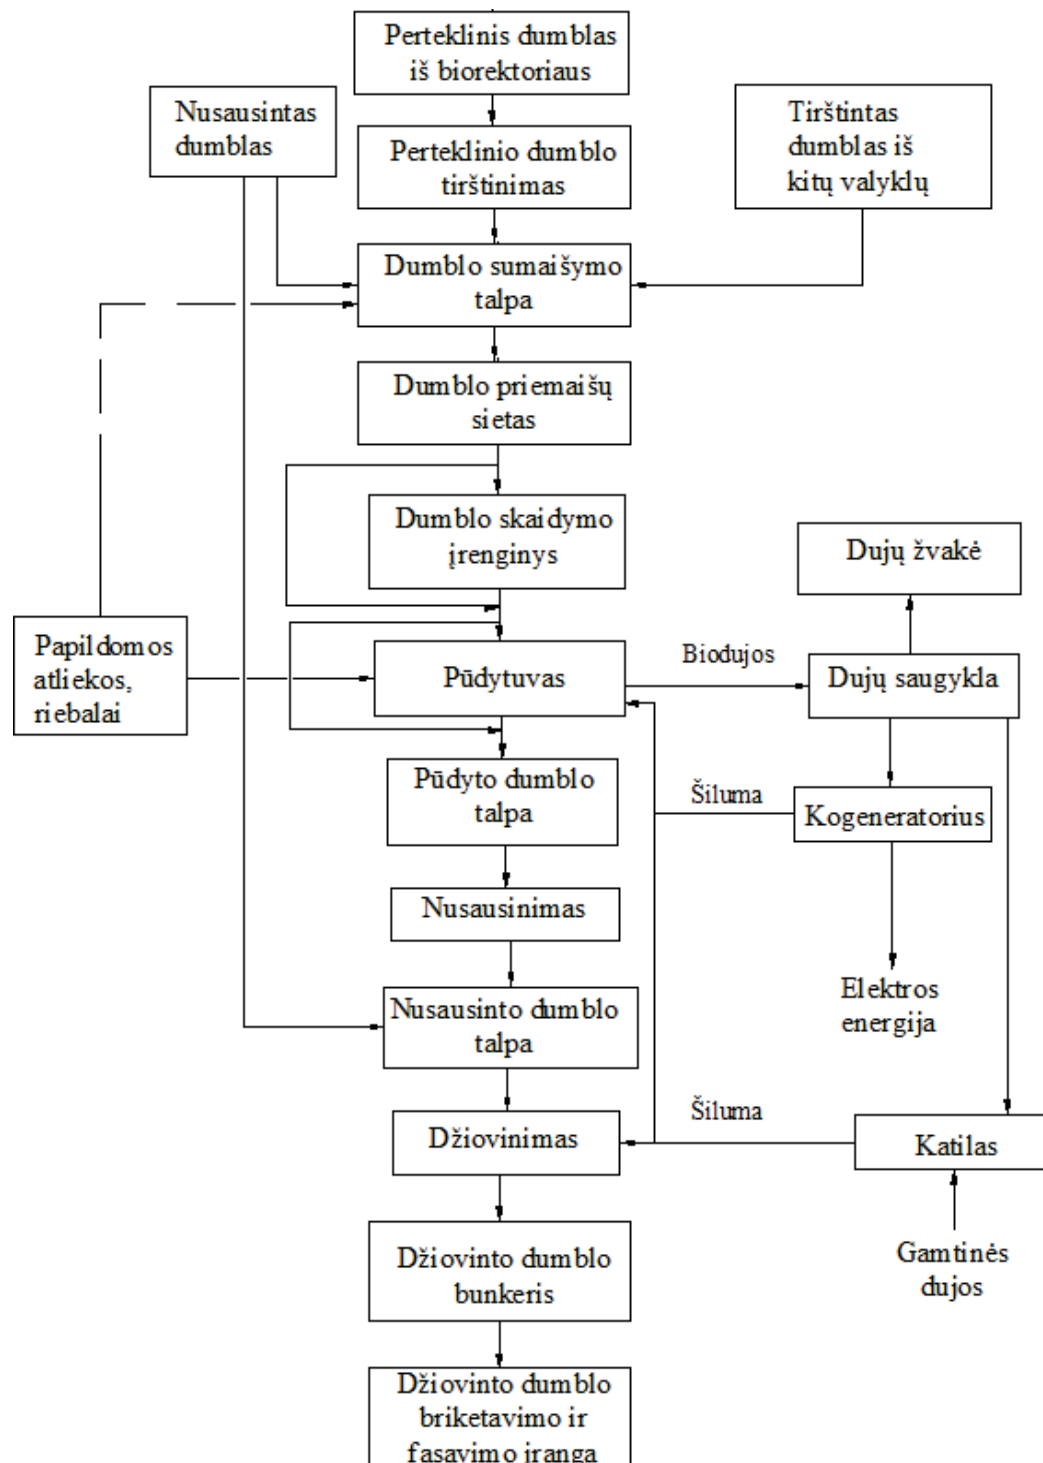 Perteklinis dumblas
iš biorektoriaus
Nusausintas
dumblas
Tirštintas
dumblas iš
kitų valyklų
Perteklinio dumblo
tirštinimas
Dumblo sumaišymo
talpa
Dumblo priemaišų
sietas
Dumblo skaidymo
įrenginys
Dujų žvakė
Papildomos
atliekos,
riebalai
Pūdytuvas
Biodujos
Dujų saugykla
Pūdyto dumblo
talpa
Šiluma
Kogeneratorius
Nusausinimas
Elektros
energija
Nusausinto dumblo
talpa
Džiovinimas
Šiluma
Katilas
Gamtinės
dujos
Džiovinto dumblo
bunkeris
Džiovinto dumblo
briketavimo ir
fasavimo įranga